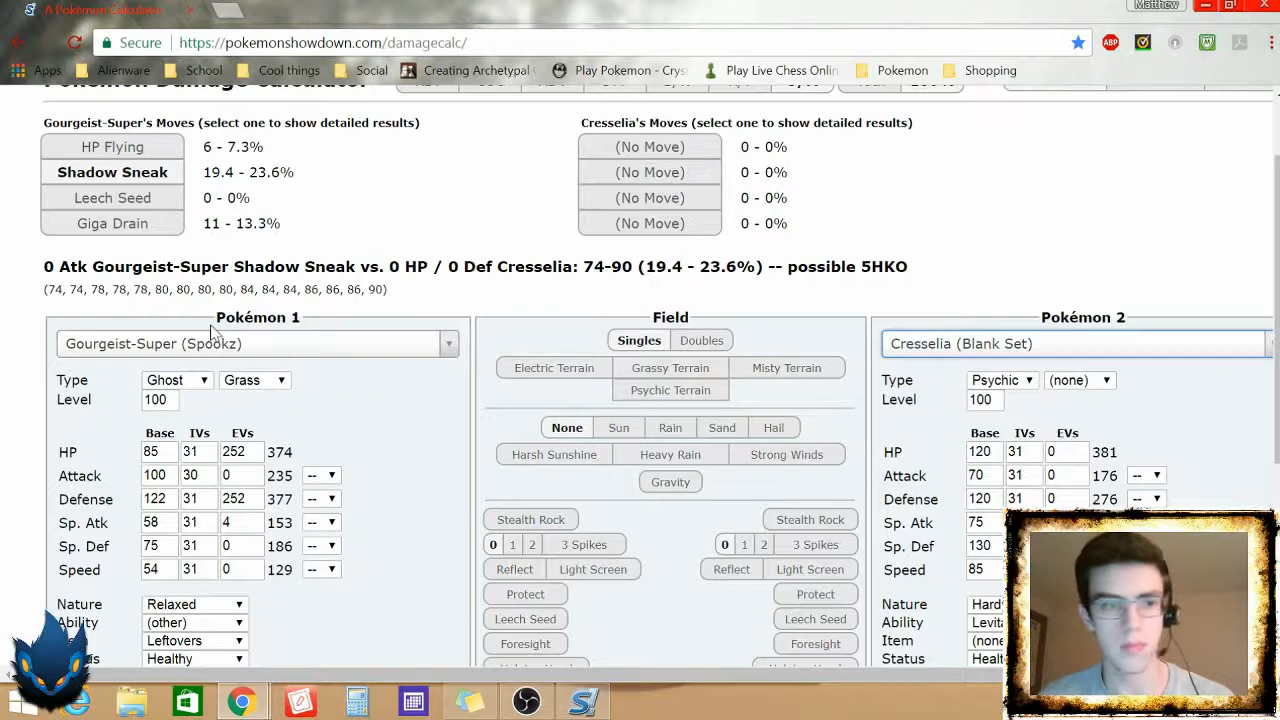 A Pokémon Calculator
Matthew
Secure https://pokemonshowdown.com/damagecalc/
ABP
Apps Alienware School Cool things Social Creating Archetypal Play Pokemon - Crys Play Live Chess Onlin Pokemon Shopping
Pokémon Damage Calculator
Gourgeist-Super's Moves (select one to show detailed results) Cresselia's Moves (select one to show detailed results)
HP Flying 6 - 7.3% (No Move) 0 - 0%
Shadow Sneak 19.4 - 23.6% (No Move) 0 - 0%
Leech Seed 0 - 0% (No Move) 0 - 0%
Giga Drain 11 - 13.3% (No Move) 0 - 0%
0 Atk Gourgeist-Super Shadow Sneak vs. 0 HP / 0 Def Cresselia: 74-90 (19.4 - 23.6%) -- possible 5HKO
(74, 74, 78, 78, 78, 80, 80, 80, 80, 84, 84, 84, 86, 86, 86, 90)
Pokémon 1 Field Pokémon 2
Gourgeist-Super (Spookz) Singles Doubles Cresselia (Blank Set)
Electric Terrain Grassy Terrain Misty Terrain
Type Ghost Grass Type Psychic (none)
Psychic Terrain
Level 100 Level 100
None Sun Rain Sand Hail
Base IVs EVs Base IVs EVs
HP 85 31 252 374 Harsh Sunshine Heavy Rain Strong Winds HP 120 31 0 381
Attack 100 30 0 235 -- Gravity Attack 70 31 0 176 --
Defense 122 31 252 377 -- Defense 120 31 0 276 --
Sp. Atk 58 31 4 153 -- Stealth Rock Stealth Rock Sp. Atk 75
Sp. Def 75 31 0 186 -- 0 1 2 3 Spikes 0 1 2 3 Spikes Sp. Def 130
Speed 54 31 0 129 -- Reflect Light Screen Reflect Light Screen Speed 85
Protect Protect
Nature Relaxed Nature Hard
Ability (other) Leech Seed Leech Seed Ability Levita
Leftovers Foresight Foresight Item (none
Healthy Status Healt